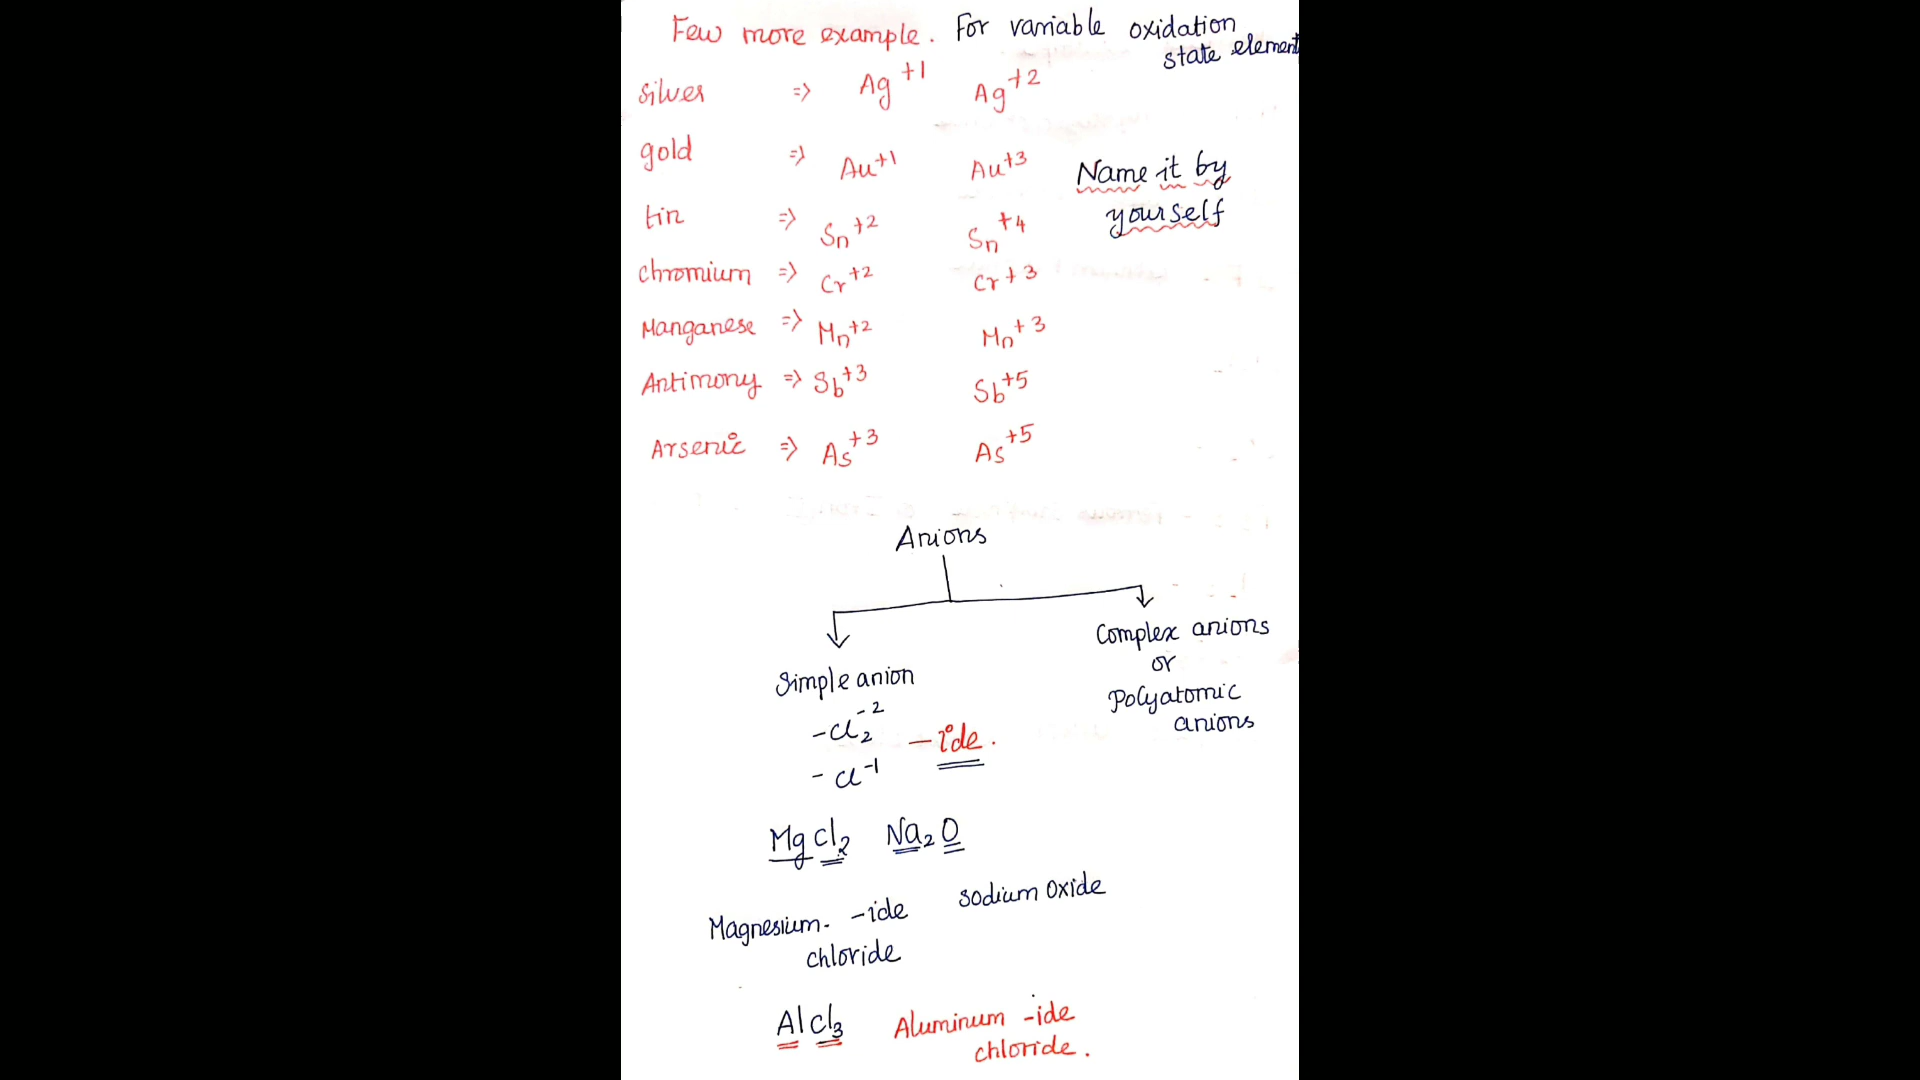 Few more example. For variable oxidation
state element
Silver => Ag+1 Ag+2
gold => Au+1 Au+3
Name it by
yourself
tin => Sn+2 Sn+4
chromium => Cr+2 Cr+3
Manganese => Mn+2 Mn+3
Antimony => Sb+3 Sb+5
Arsenic => As+3 As+5
Anions
Simple anion
Complex anions
or
Polyatomic
anions
- Cl2-2
- ide.
- Cl-1
MgCl2 Na2O
Magnesium. -ide
chloride
sodium oxide
AlCl3 Aluminum -ide
chloride.